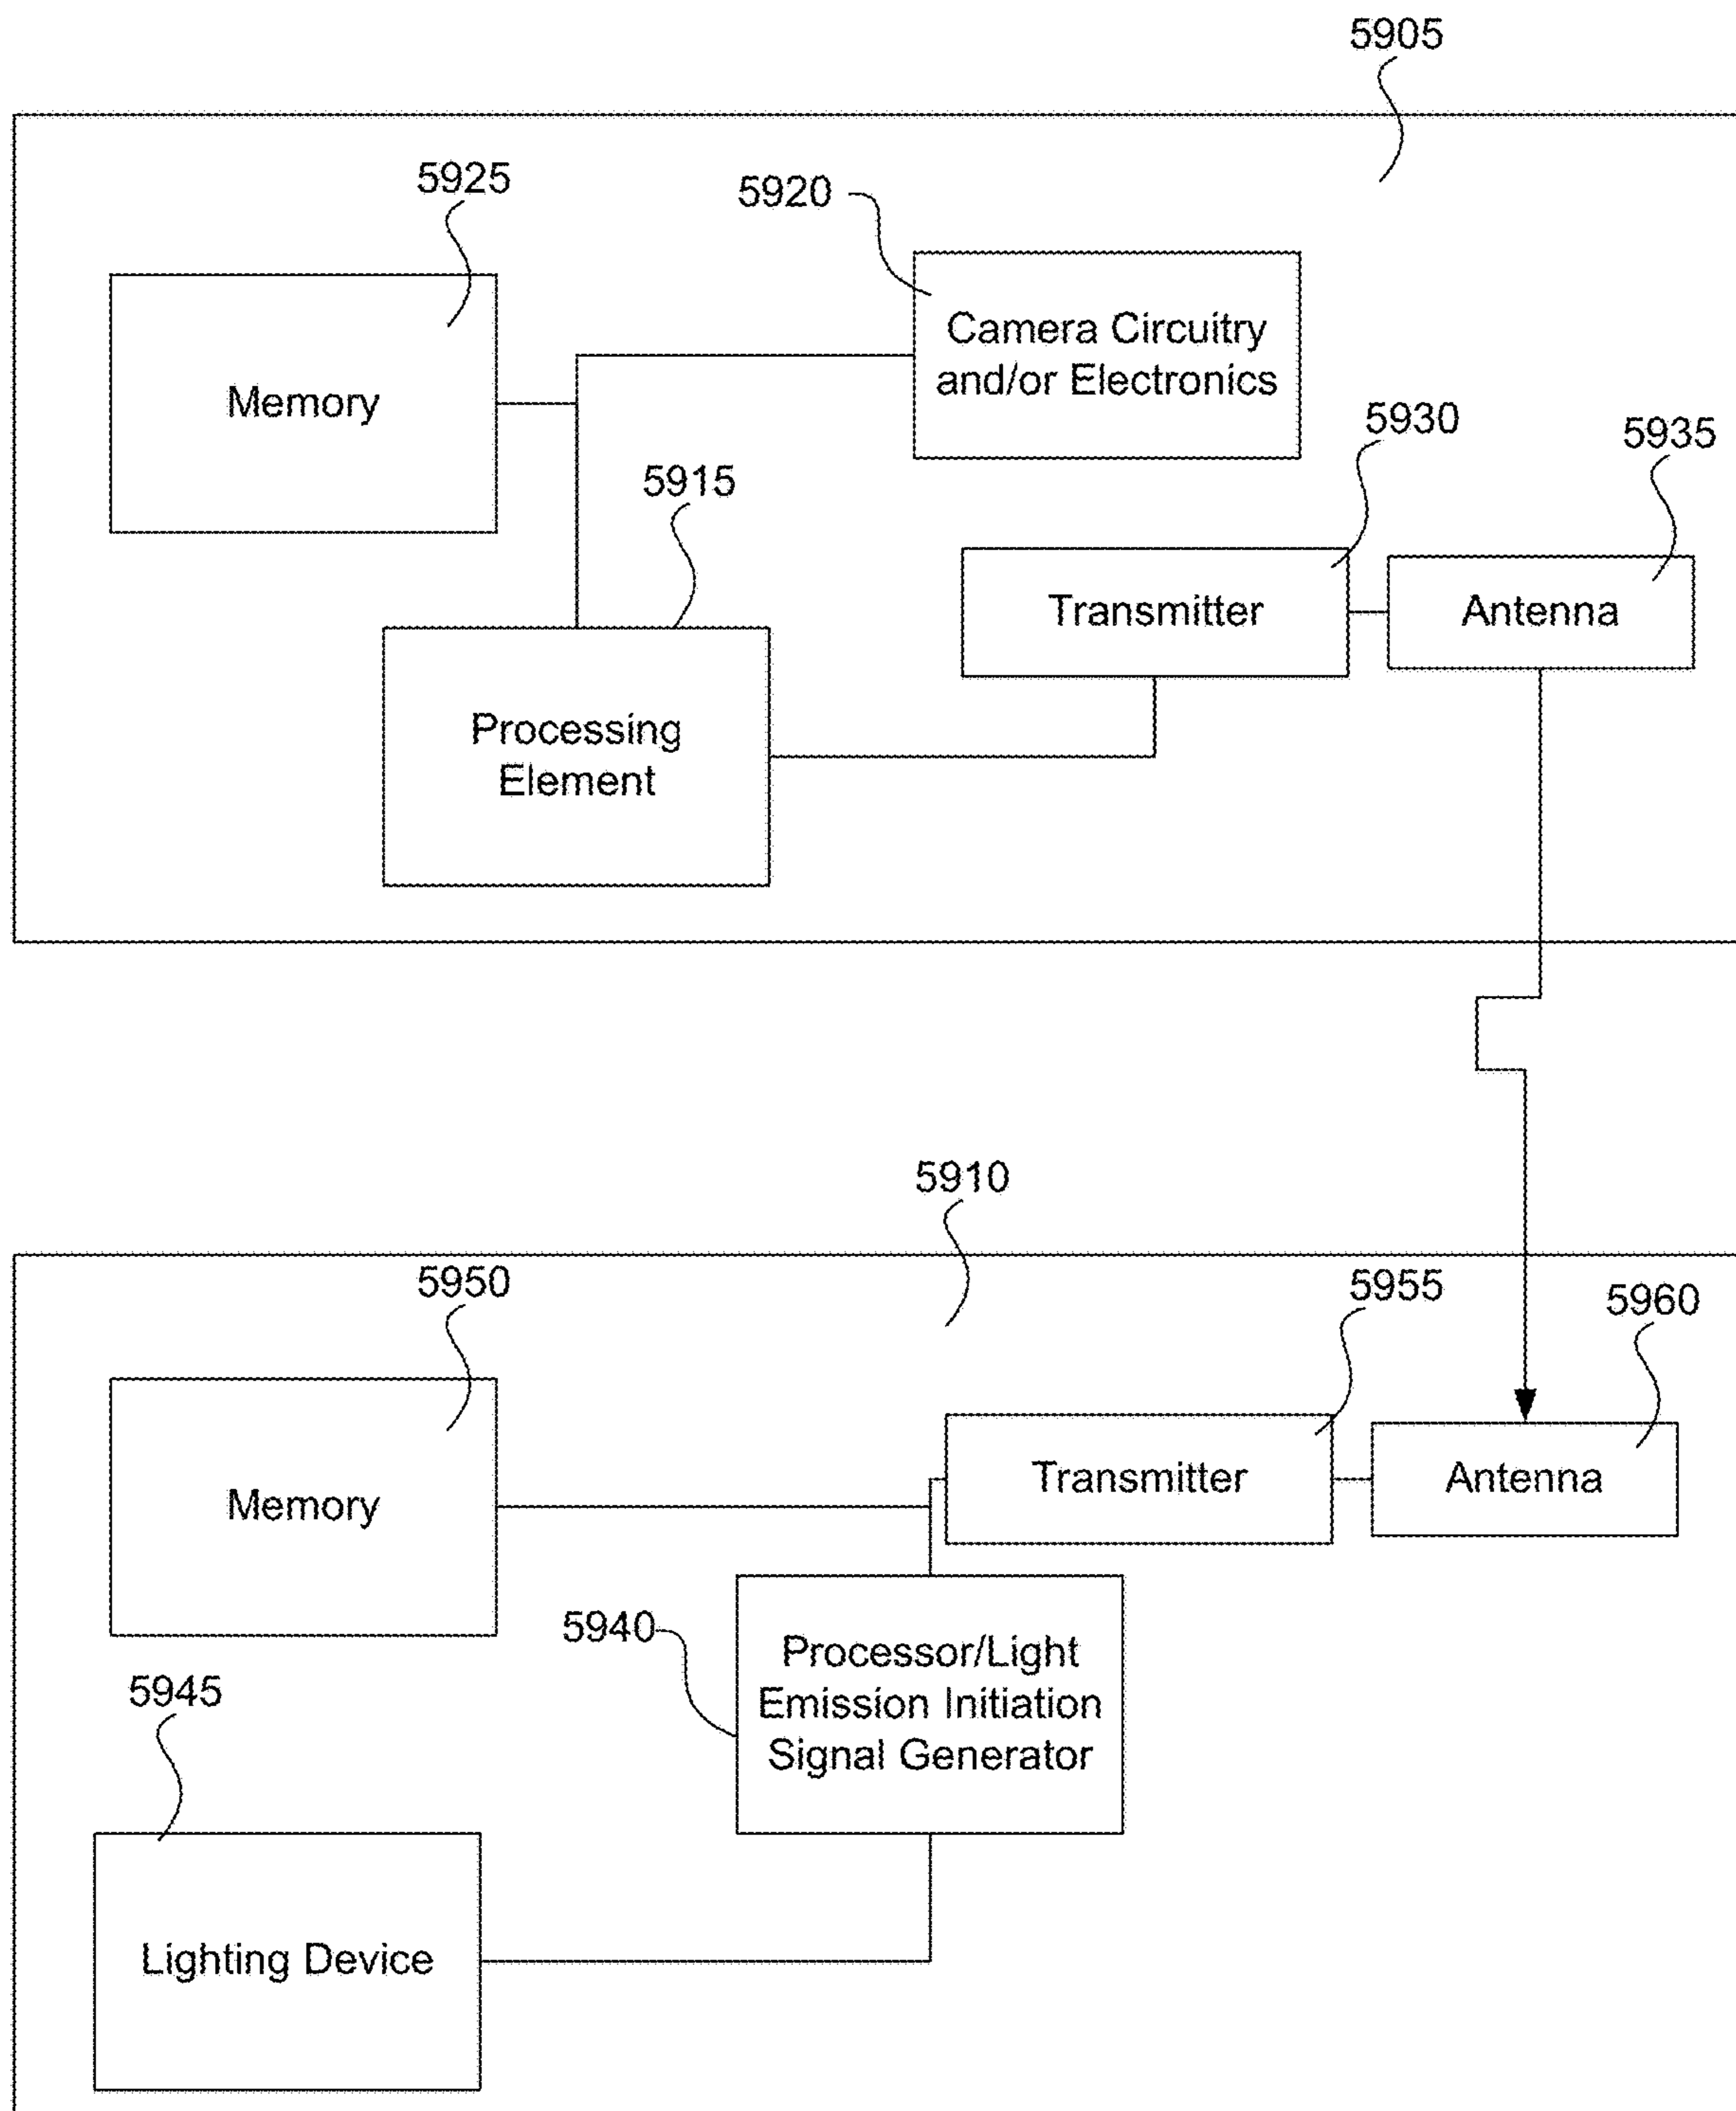 5905
5925
5920
Camera Circuitry
and/or Electronics
Memory
5930
5935
5915
Transmitter
Antenna
Processing
Element
5910
5950
5955
5960
Memory
Transmitter
Antenna
5940
Processor/Light
Emission Initiation
Signal Generator
5945
Lighting Device